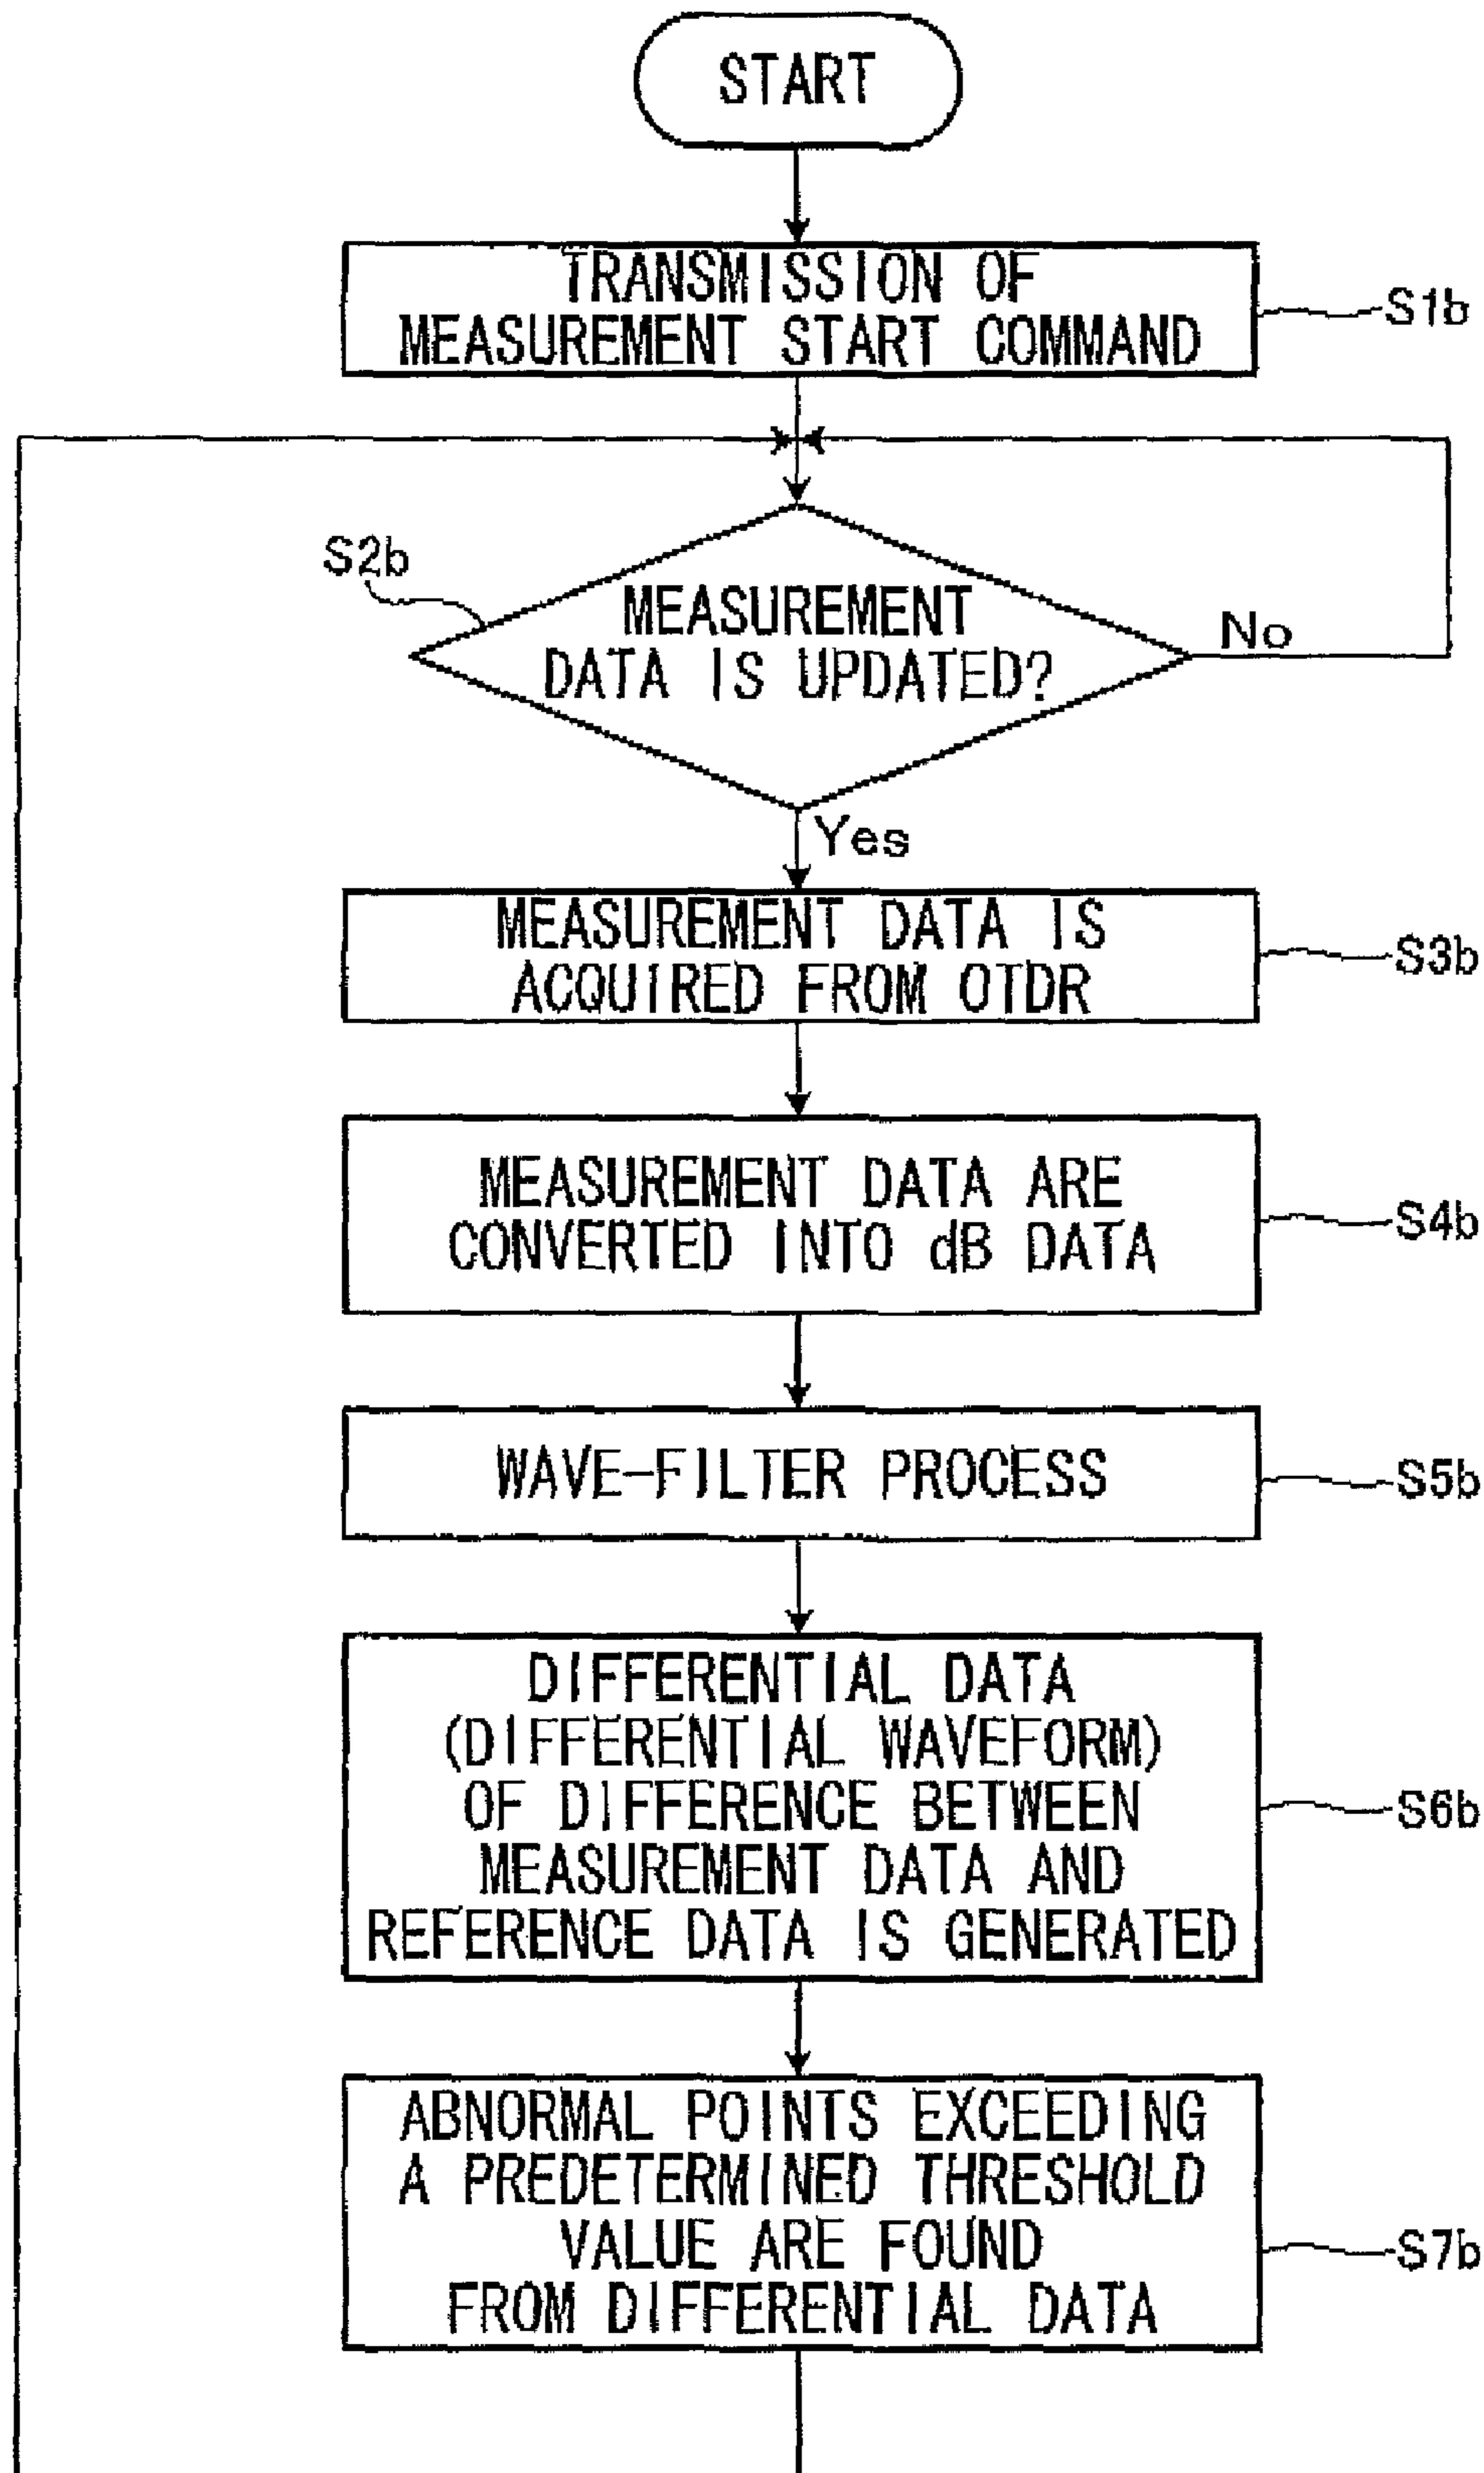 START
TRANSMISSION OF
MEASUREMENT START COMMAND
S1b
S2b
MEASUREMENT
DATA IS UPDATED?
No
Yes
MEASUREMENT DATA IS
ACQUIRED FROM OTDR
S3b
MEASUREMENT DATA ARE
CONVERTED INTO dB DATA
S4b
WAVE-FILTER PROCESS
S5b
DIFFERENTIAL DATA
(DIFFERENTIAL WAVEFORM)
OF DIFFERENCE BETWEEN
MEASUREMENT DATA AND
REFERENCE DATA IS GENERATED
S6b
ABNORMAL POINTS EXCEEDING
A PREDETERMINED THRESHOLD
VALUE ARE FOUND
FROM DIFFERENTIAL DATA
S7b